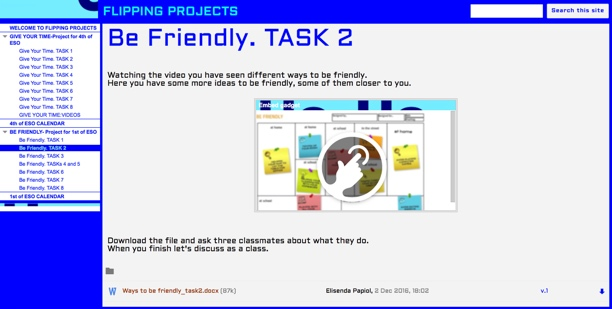 FLIPPING PROJECTS
Search this site
WELCOME TO FLIPPING PROJECTS
GIVE YOUR TIME-Project for 4th of ESO
Give Your Time. TASK 1
Give Your Time. TASK 2
Give Your Time. TASK 3
Give Your Time. TASK 4
Give Your Time. TASK 5
Give Your Time. TASK 6
Give Your Time. TASK 7
Give Your Time. TASK 8
GIVE YOUR TIME:VIDEOS
4th of ESO CALENDAR
BE FRIENDLY- Project for 1st of ESO
Be Friendly. TASK 1
Be Friendly. TASK 2
Be Friendly. TASK 3
Be Friendly. TASKs 4 and 5
Be Friendly. TASK 6
Be Friendly. TASK 7
Be Friendly. TASK 8
1st of ESO CALENDAR
Be Friendly. TASK 2
Watching the video you have seen different ways to be friendly.
Here you have some more ideas to be friendly, some of them closer to you.
Embed gadget
BE FRIENDLY
Download the file and ask three classmates about what they do.
When you finish let's discuss as a class.
Ways to be friendly_task2.docx (87k)
Elisenda Papiol, 2 Dec 2016, 18:02
v.1